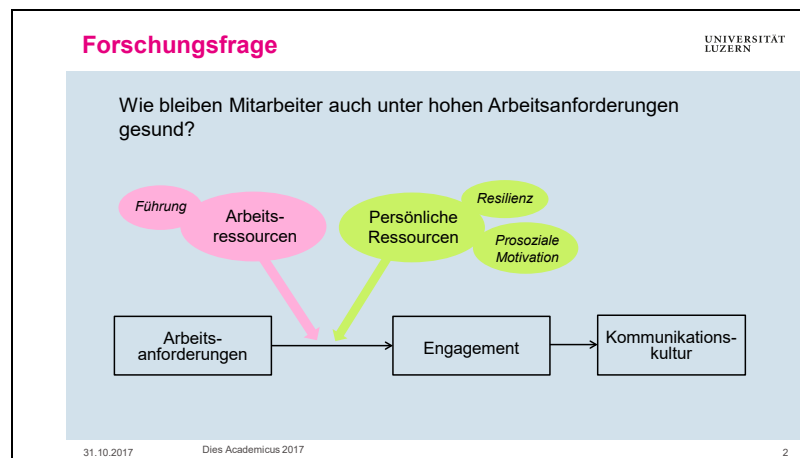 Forschungsfrage
UNIVERSITÄT
LUZERN
Wie bleiben Mitarbeiter auch unter hohen Arbeitsanforderungen
gesund?
Führung
Arbeits-
ressourcen
Persönliche
Ressourcen
Resilienz
Prosoziale
Motivation
Arbeits-
anforderungen
Engagement
Kommunikations-
kultur
31.10.2017
Dies Academicus 2017
2